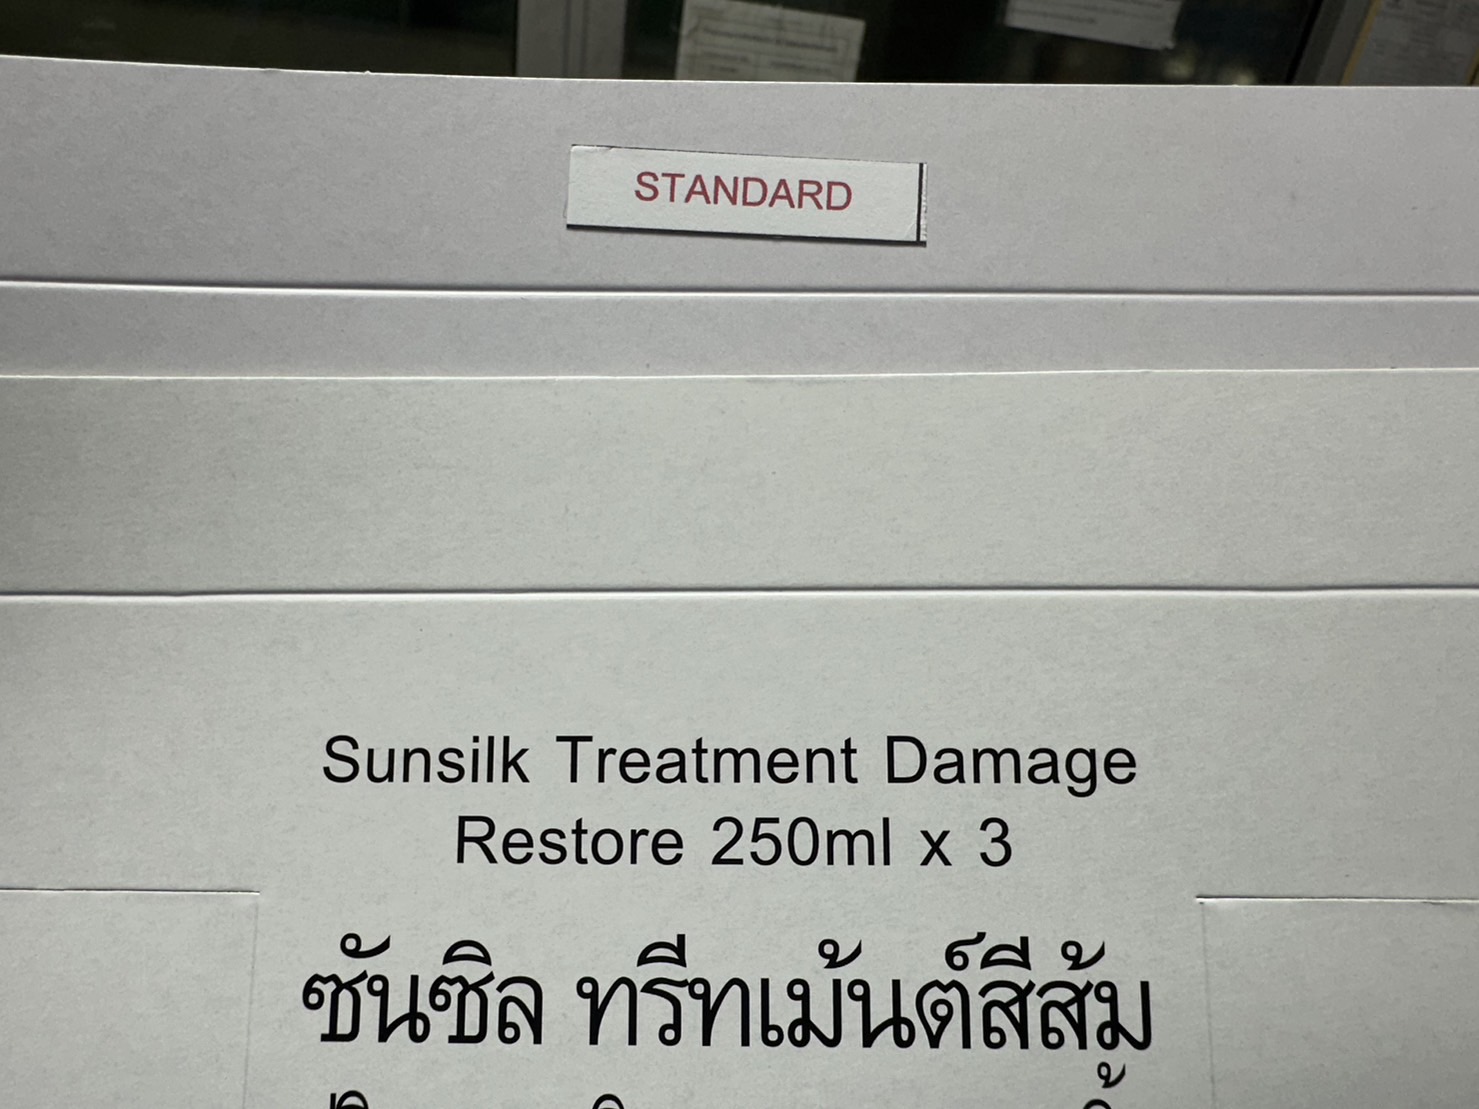 STANDARD
Sunsilk Treatment Damage
Restore 250ml x 3
ซันซิล ทรีทเม้นต์สีส้ม